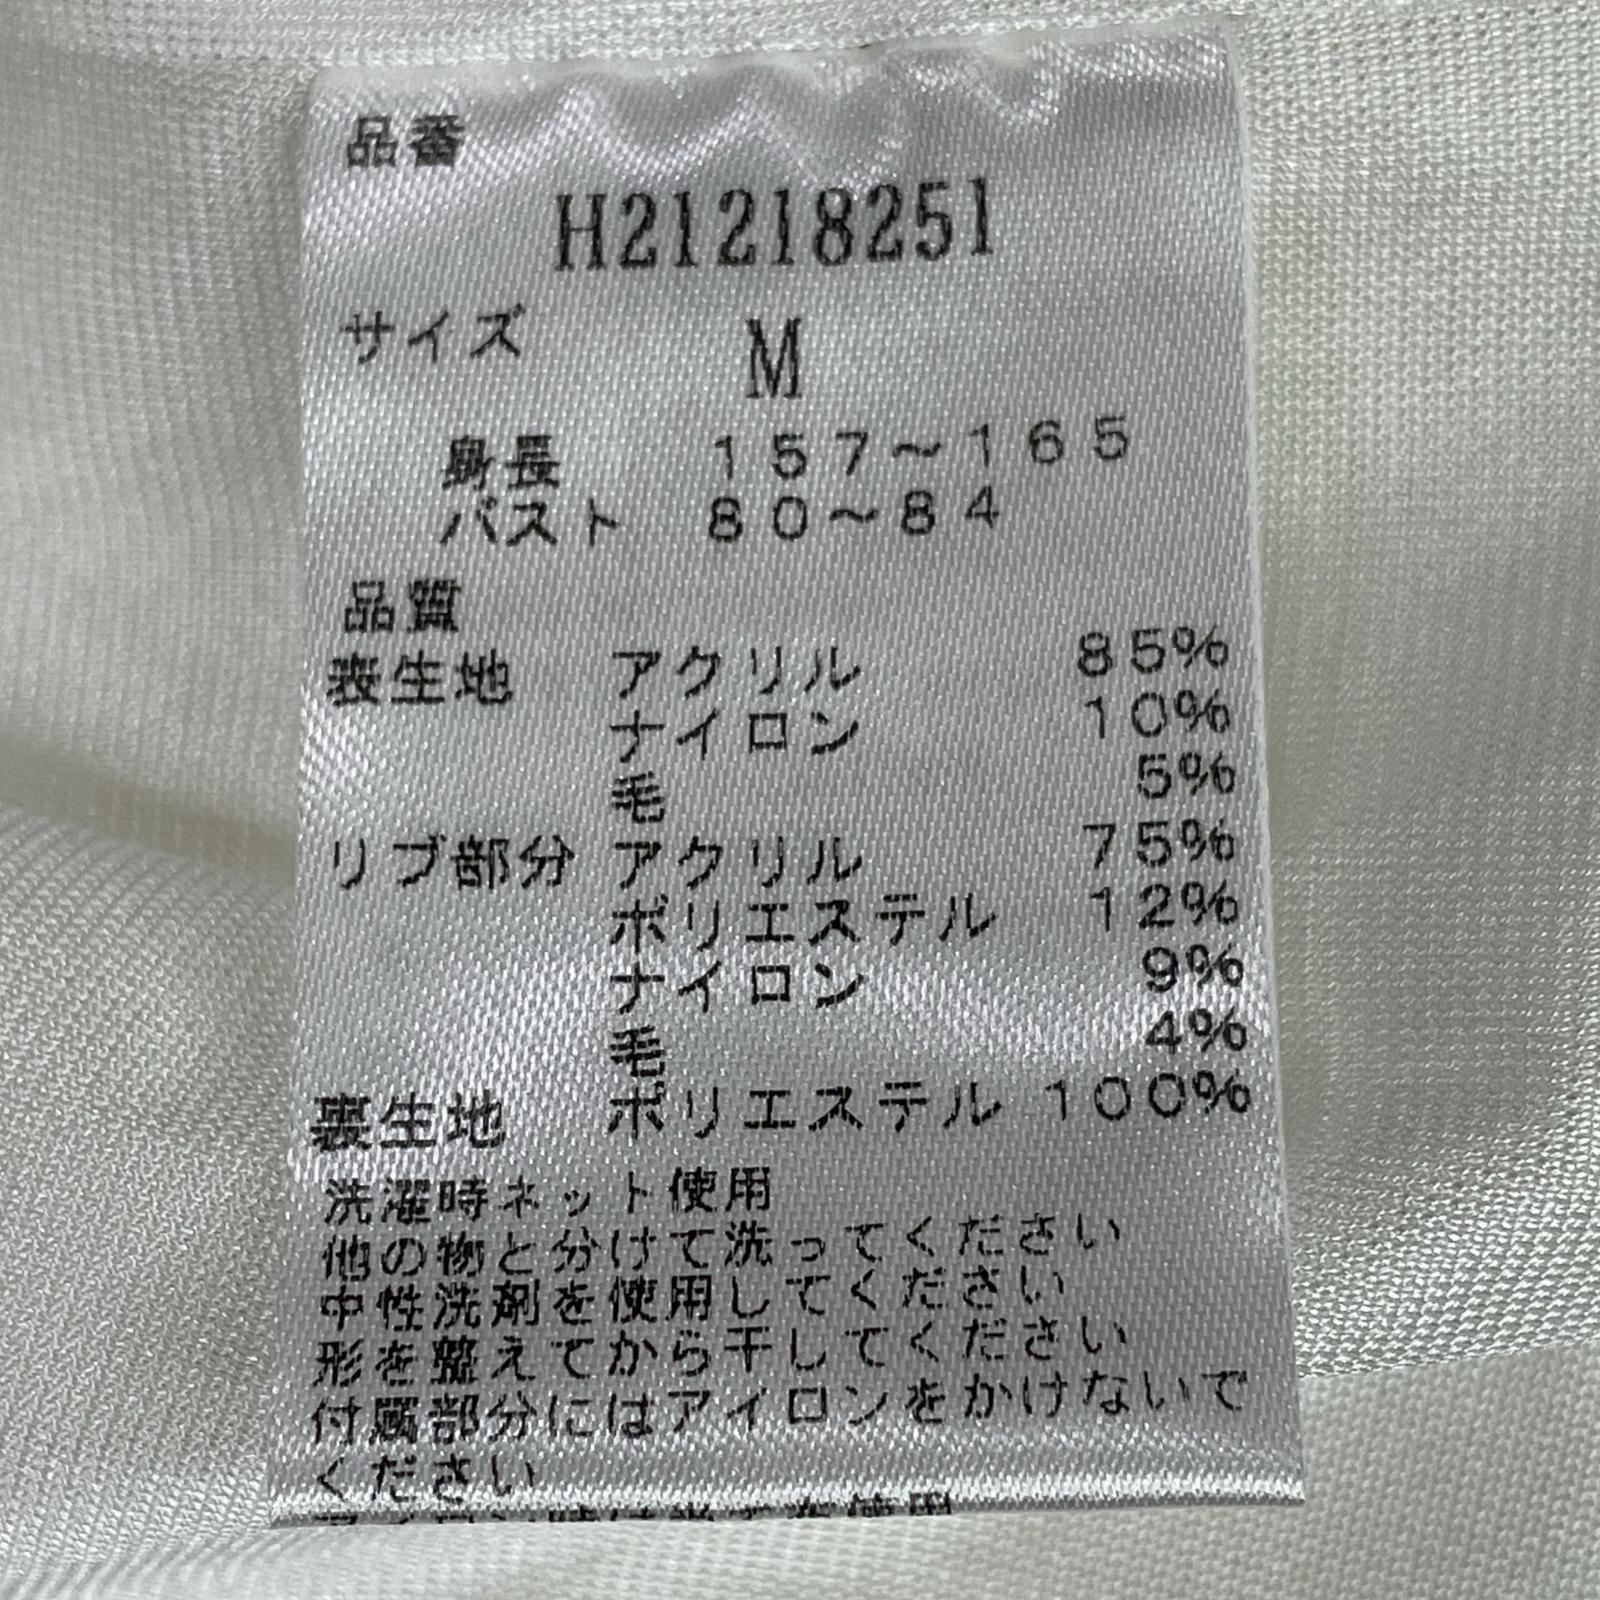 品番
H21218251
サイズ M
身長 157～165
バスト 80～84
品質
表生地 アクリル 85%
ナイロン 10%
毛 5%
リブ部分 アクリル 75%
ポリエステル 12%
ナイロン 9%
毛 4%
裏生地 ポリエステル 100%
洗濯時ネット使用
他の物と分けて洗ってください
中性洗剤を使用してください
形を整えてから干してください
付属部分にはアイロンをかけないで
ください